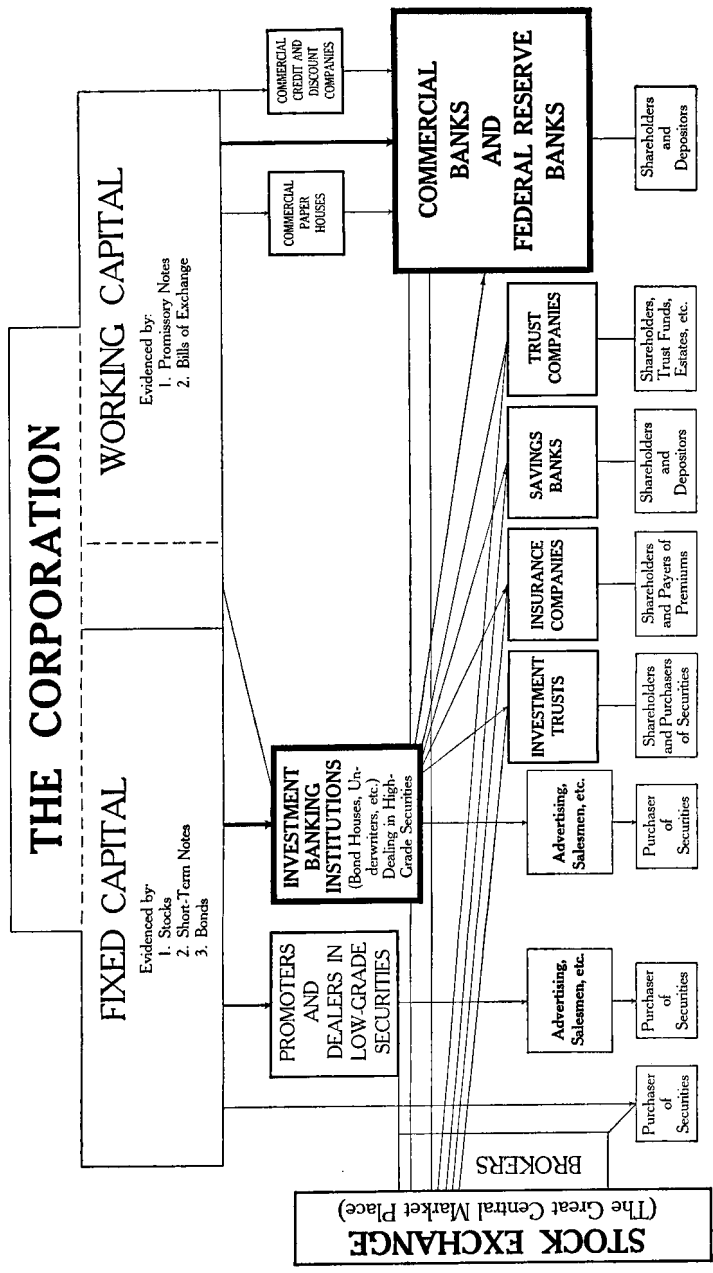 THE CORPORATION
FIXED CAPITAL
Evidenced by:
1. Stocks
2. Short-Term Notes
3. Bonds
WORKING CAPITAL
Evidenced by:
1. Promissory Notes
2. Bills of Exchange
PROMOTERS
AND
DEALERS IN
LOW-GRADE
SECURITIES
INVESTMENT
BANKING
INSTITUTIONS
(Bond Houses, Un-
derwriters, etc.)
Dealing in High-
Grade Securities
COMMERCIAL
PAPER
HOUSES
COMMERCIAL
CREDIT AND
DISCOUNT
COMPANIES
COMMERCIAL
BANKS
AND
FEDERAL RESERVE
BANKS
STOCK EXCHANGE
(The Great Central Market Place)
BROKERS
Advertising,
Salesmen, etc.
Advertising,
Salesmen, etc.
INVESTMENT
TRUSTS
INSURANCE
COMPANIES
SAVINGS
BANKS
TRUST
COMPANIES
Purchaser
of
Securities
Purchaser
of
Securities
Purchaser
of
Securities
Shareholders
and Purchasers
of Securities
Shareholders
and Payers of
Premiums
Shareholders
and
Depositors
Shareholders,
Trust Funds,
Estates, etc.
Shareholders
and
Depositors